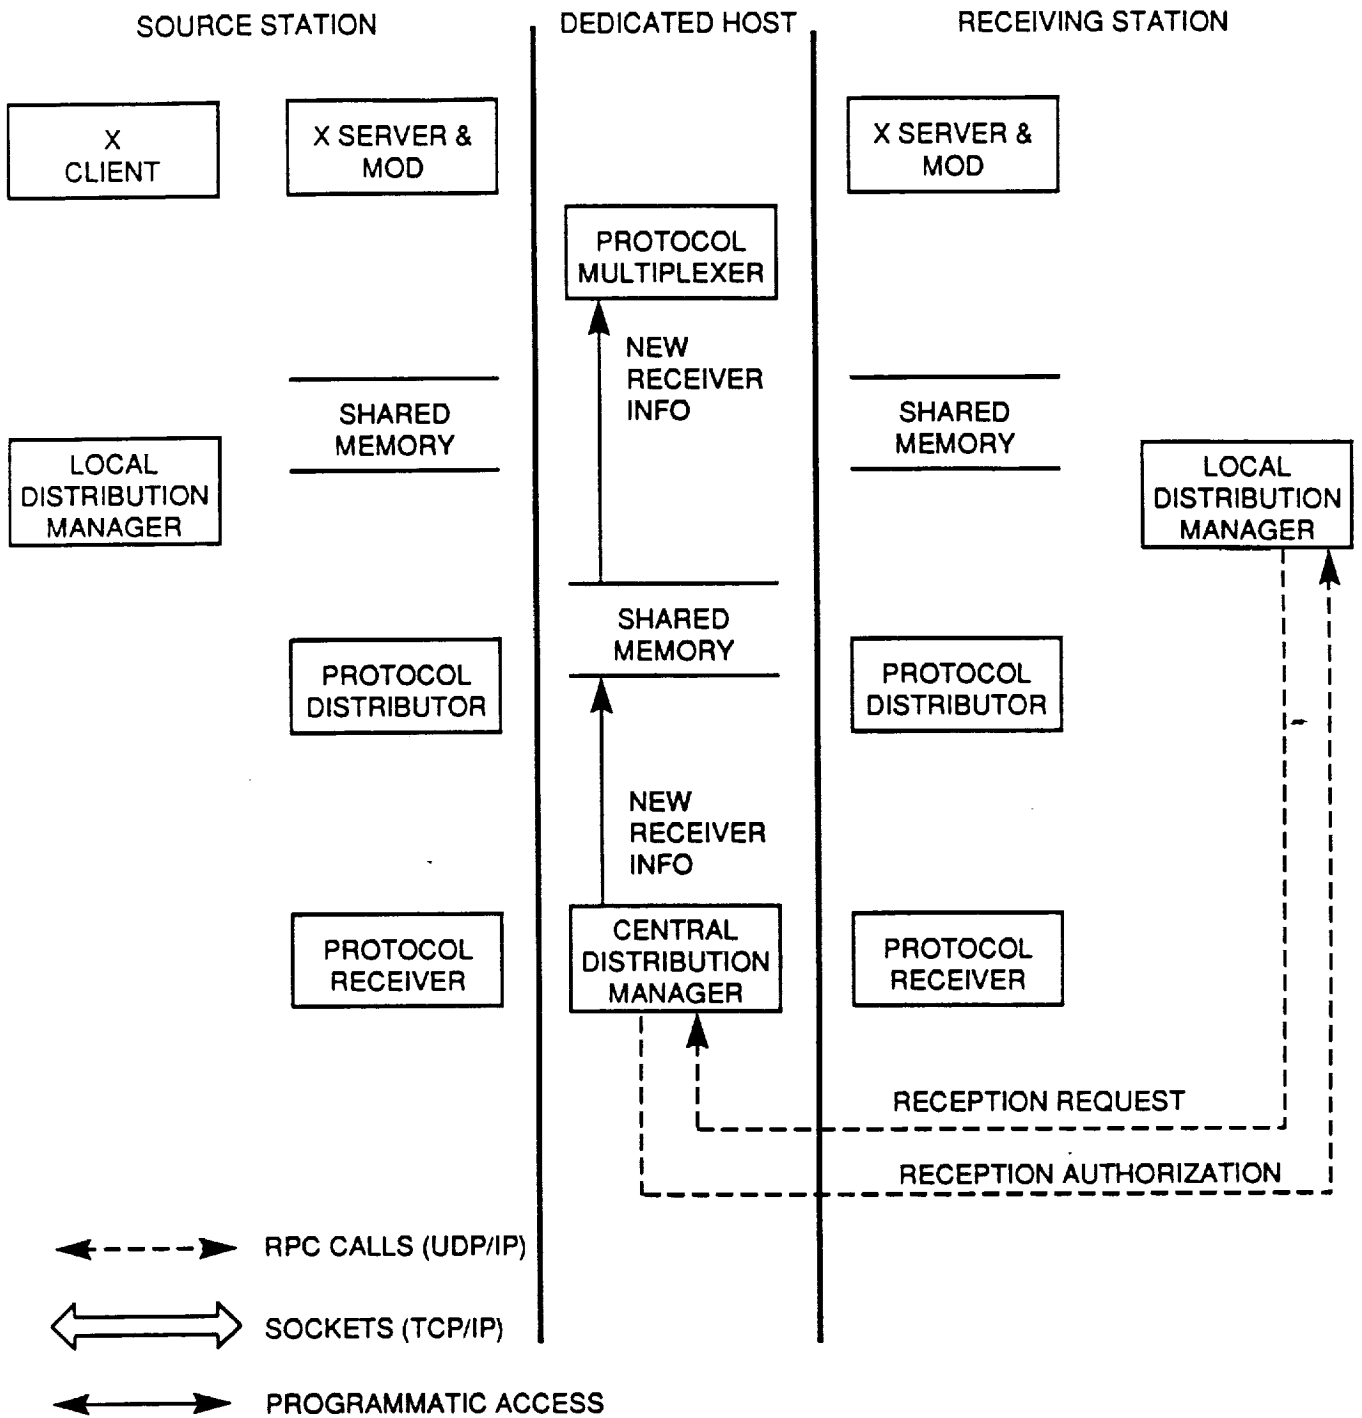 SOURCE STATION
DEDICATED HOST
RECEIVING STATION
X
CLIENT
X SERVER &
MOD
X SERVER &
MOD
PROTOCOL
MULTIPLEXER
NEW
RECEIVER
INFO
SHARED
MEMORY
SHARED
MEMORY
LOCAL
DISTRIBUTION
MANAGER
LOCAL
DISTRIBUTION
MANAGER
SHARED
MEMORY
PROTOCOL
DISTRIBUTOR
PROTOCOL
DISTRIBUTOR
NEW
RECEIVER
INFO
PROTOCOL
RECEIVER
CENTRAL
DISTRIBUTION
MANAGER
PROTOCOL
RECEIVER
RECEPTION REQUEST
RECEPTION AUTHORIZATION
RPC CALLS (UDP/IP)
SOCKETS (TCP/IP)
PROGRAMMATIC ACCESS